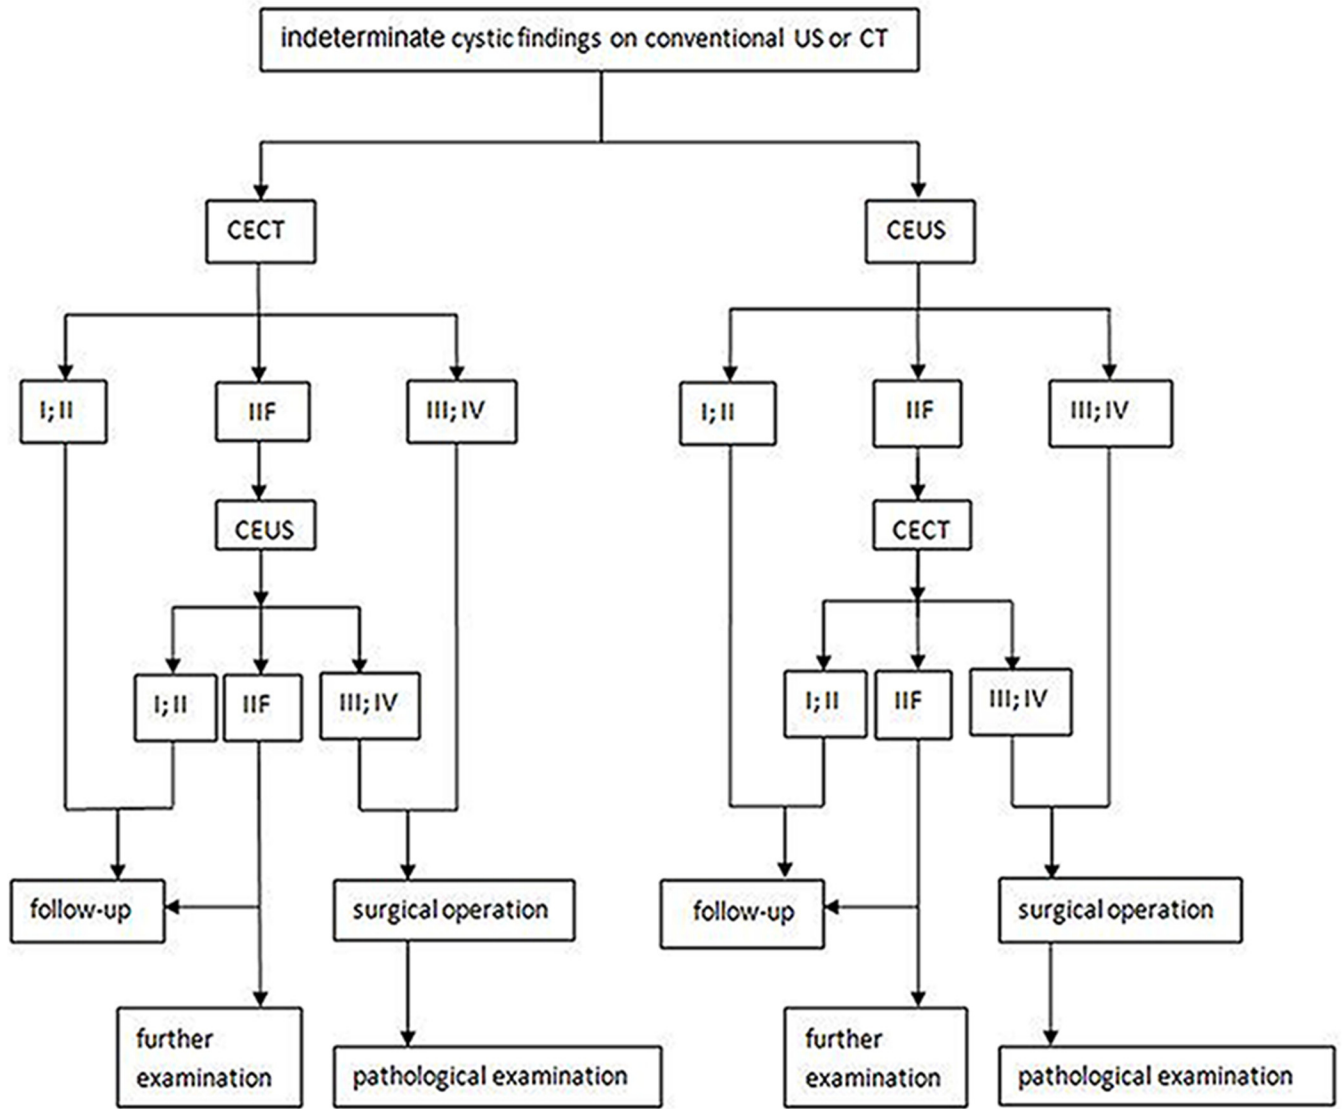 indeterminate cystic findings on conventional US or CT
CECT
CEUS
I; II
IIF
III; IV
I; II
IIF
III; IV
CEUS
CECT
I; II
IIF
III; IV
I; II
IIF
III; IV
follow-up
surgical operation
follow-up
surgical operation
further
examination
pathological examination
further
examination
pathological examination